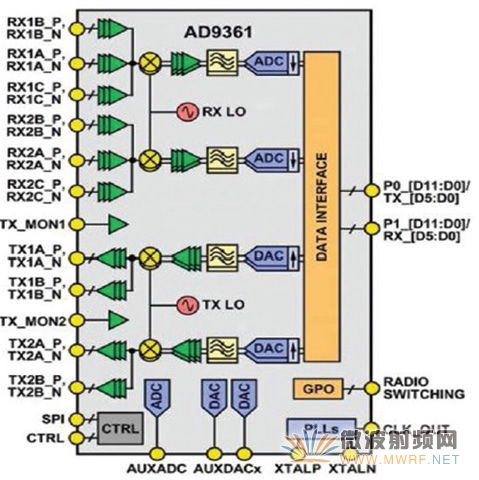 AD9361
RX1B_P,
RX1B_N
RX1A_P,
RX1A_N
RX1C_P,
RX1C_N
RX2B_P,
RX2B_N
RX2A_P,
RX2A_N
RX2C_P,
RX2C_N
TX_MON1
TX1A_P,
TX1A_N
TX1B_P,
TX1B_N
TX_MON2
TX2A_P,
TX2A_N
TX2B_P,
TX2B_N
SPI
CTRL
CTRL
ADC
RX LO
ADC
DAC
TX LO
DAC
DATA INTERFACE
P0_[D11:D0]/
TX_[D5:D0]
P1_[D11:D0]/
RX_[D5:D0]
ADC
DAC
DAC
GPO
RADIO
SWITCHING
PLLs
CLK_OUT
AUXADC
AUXDACx
XTALP
XTALN
微波射频网
WWW.MWRF.NET